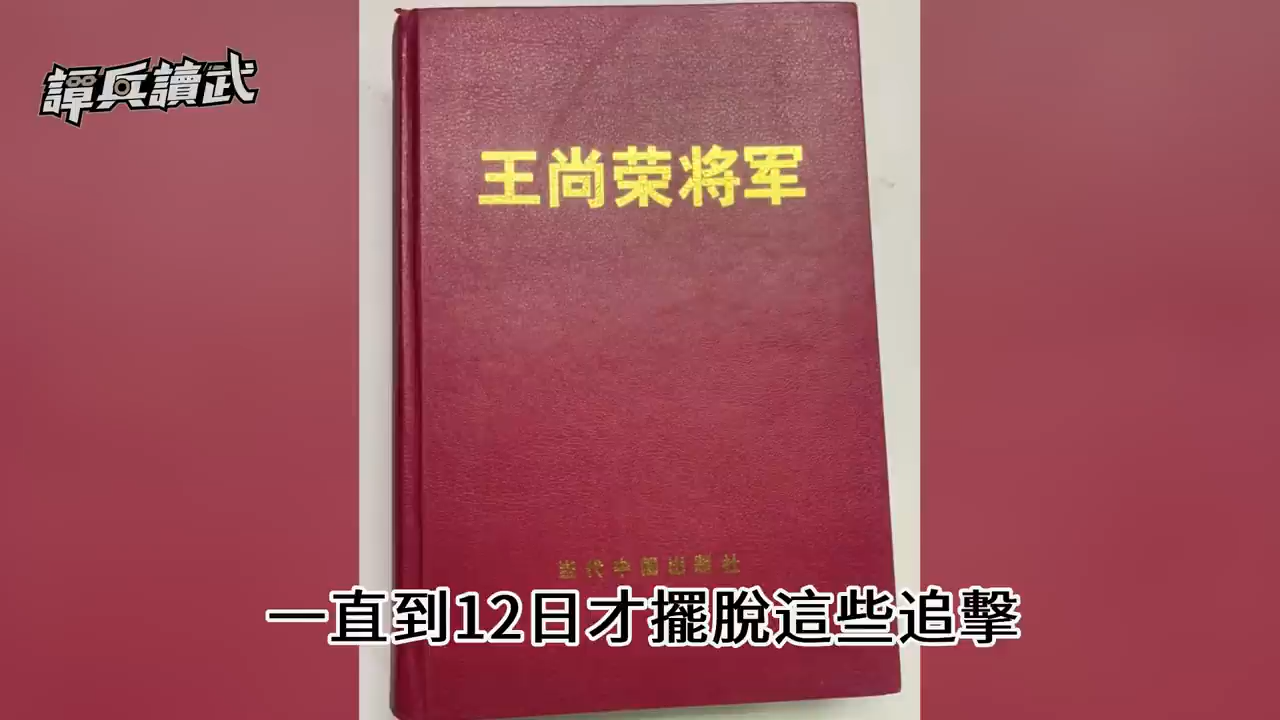 譚兵讀武
王尚荣将军
当代中国出版社
一直到12日才擺脫這些追擊